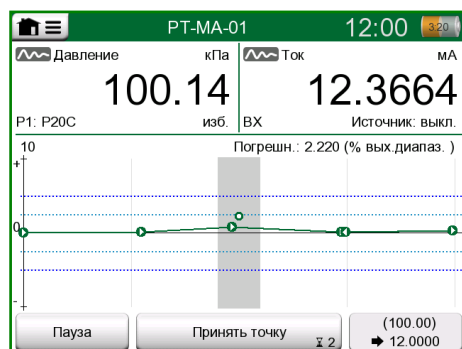 PT-MA-01 12:00 3:20
Давление кПа
100.14
P1: P20C изб.
Ток мА
12.3664
ВХ Источник: выкл.
10 Погрешн.: 2.220 (% вых.диапаз. )
+
0
-
Пауза
Принять точку 2
(100.00)
12.0000